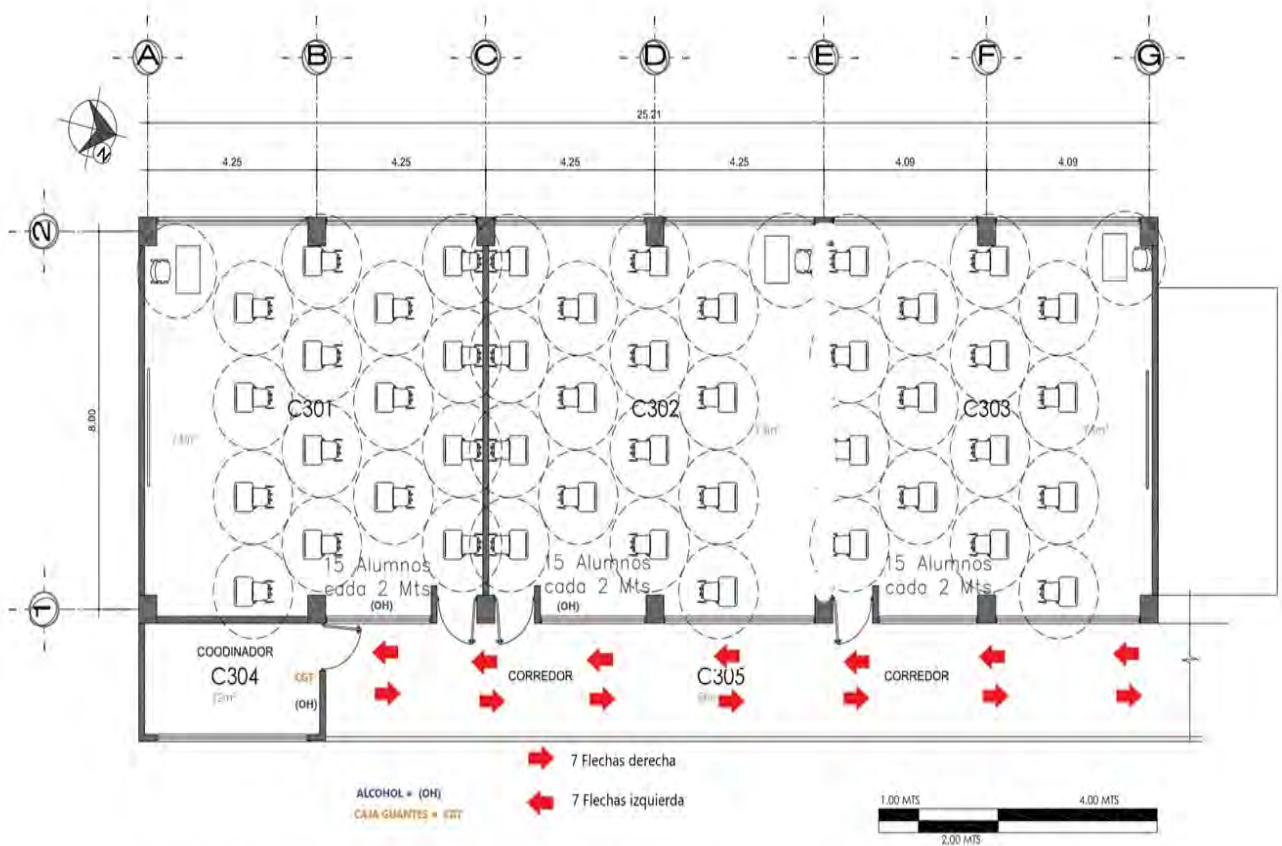 A B C D E F G
25.21
4.25 4.25 4.25 4.25 4.09 4.09
N
2
8.00
1
C301
C302
C303
15 Alumnos
cada 2 Mts
(OH)
15 Alumnos
cada 2 Mts
(OH)
15 Alumnos
cada 2 Mts
COODINADOR
C304
CGT
12m²
(OH)
CORREDOR
C305
CORREDOR
7 Flechas derecha
7 Flechas izquierda
ALCOHOL = (OH)
CAJA GUANTES = CGT
1.00 MTS
4.00 MTS
2,00 MTS